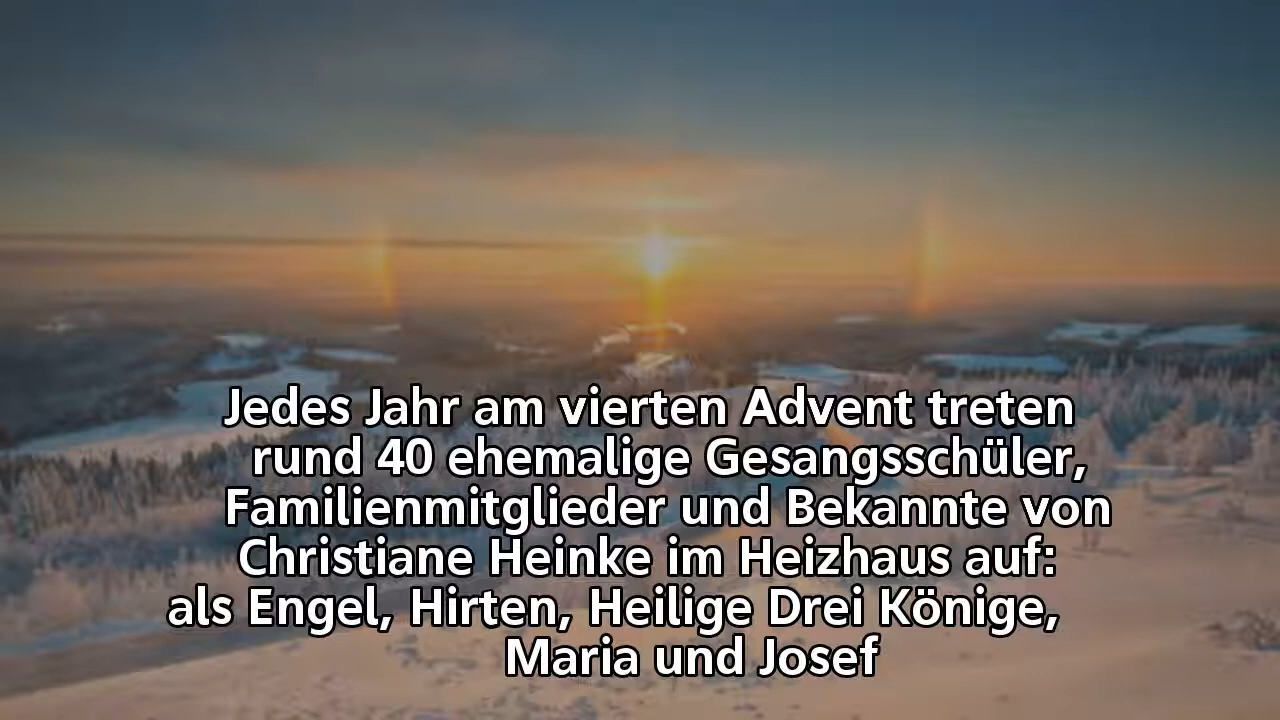 Jedes Jahr am vierten Advent treten
rund 40 ehemalige Gesangsschüler,
Familienmitglieder und Bekannte von
Christiane Heinke im Heizhaus auf:
als Engel, Hirten, Heilige Drei Könige,
Maria und Josef